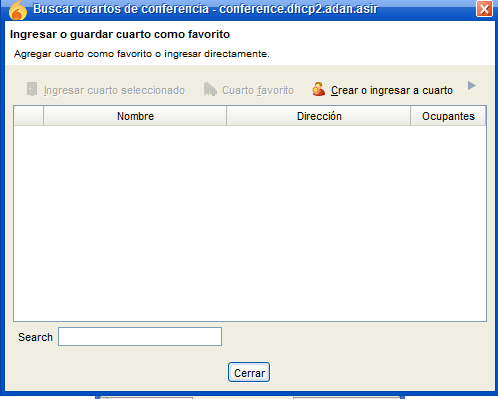 Buscar cuartos de conferencia - conference.dhcp2.adan.asir
Ingresar o guardar cuarto como favorito
Agregar cuarto como favorito o ingresar directamente.
Ingresar cuarto seleccionado Cuarto favorito Crear o ingresar a cuarto
Nombre Dirección Ocupantes
Search
Cerrar